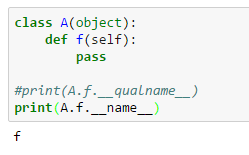 class A(object):
    def f(self):
        pass

#print(A.f.__qualname__)
print(A.f.__name__)
f